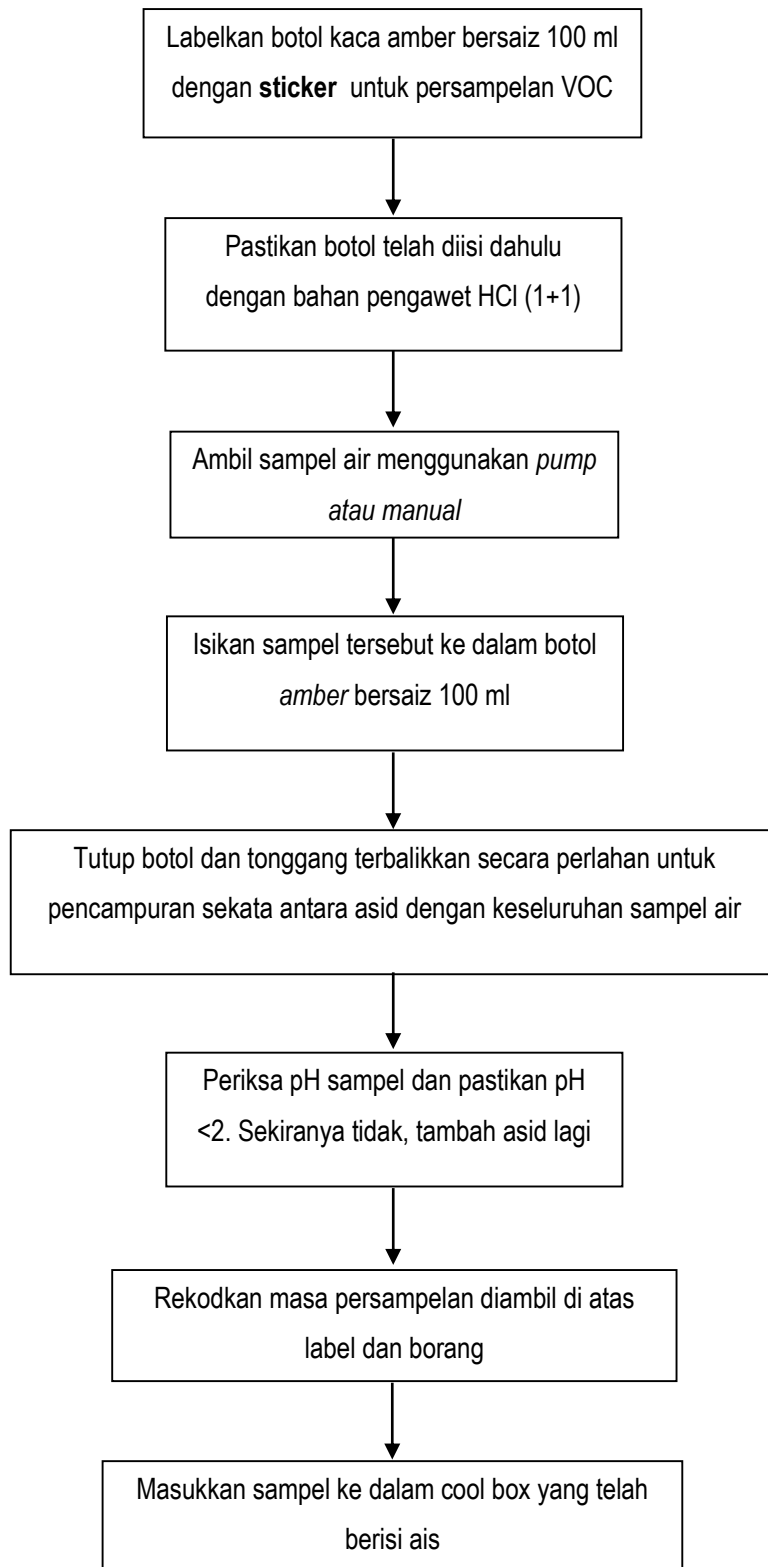 Labelkan botol kaca amber bersaiz 100 ml
dengan sticker untuk persampelan VOC
Pastikan botol telah diisi dahulu
dengan bahan pengawet HCl (1+1)
Ambil sampel air menggunakan pump
atau manual
Isikan sampel tersebut ke dalam botol
amber bersaiz 100 ml
Tutup botol dan tonggang terbalikkan secara perlahan untuk
pencampuran sekata antara asid dengan keseluruhan sampel air
Periksa pH sampel dan pastikan pH
<2. Sekiranya tidak, tambah asid lagi
Rekodkan masa persampelan diambil di atas
label dan borang
Masukkan sampel ke dalam cool box yang telah
berisi ais